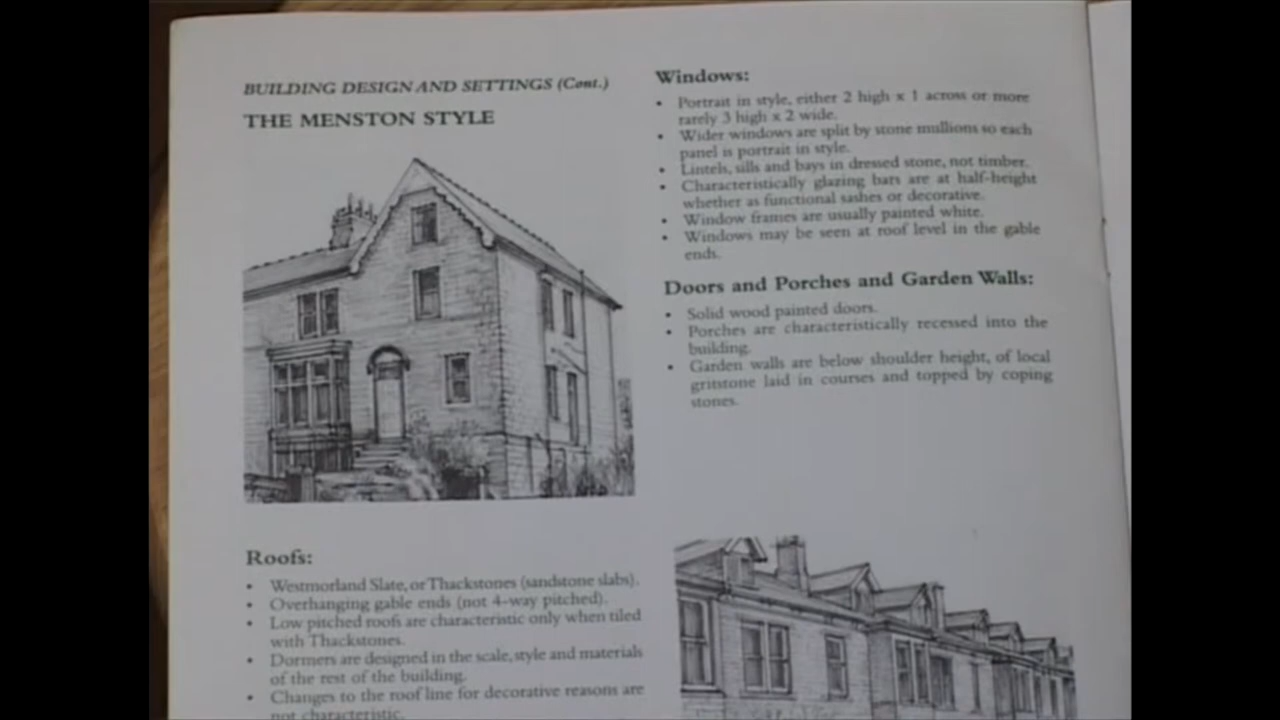 BUILDING DESIGN AND SETTINGS (Cont.)
THE MENSTON STYLE
Roofs:
• Westmorland Slate, or Thackstones (sandstone slabs).
• Overhanging gable ends (not 4-way pitched).
• Low pitched roofs are characteristic only when tiled
with Thackstones.
• Dormers are designed in the scale, style and materials
of the rest of the building.
• Changes to the roof line for decorative reasons are
not characteristic.
Windows:
• Portrait in style, either 2 high x 1 across or more
rarely 3 high x 2 wide.
• Wider windows are split by stone mullions so each
panel is portrait in style.
• Lintels, sills and bays in dressed stone, not timber.
• Characteristically glazing bars are at half-height
whether as functional sashes or decorative.
• Window frames are usually painted white.
• Windows may be seen at roof level in the gable
ends.
Doors and Porches and Garden Walls:
• Solid wood painted doors.
• Porches are characteristically recessed into the
building.
• Garden walls are below shoulder height, of local
gritstone laid in courses and topped by coping
stones.